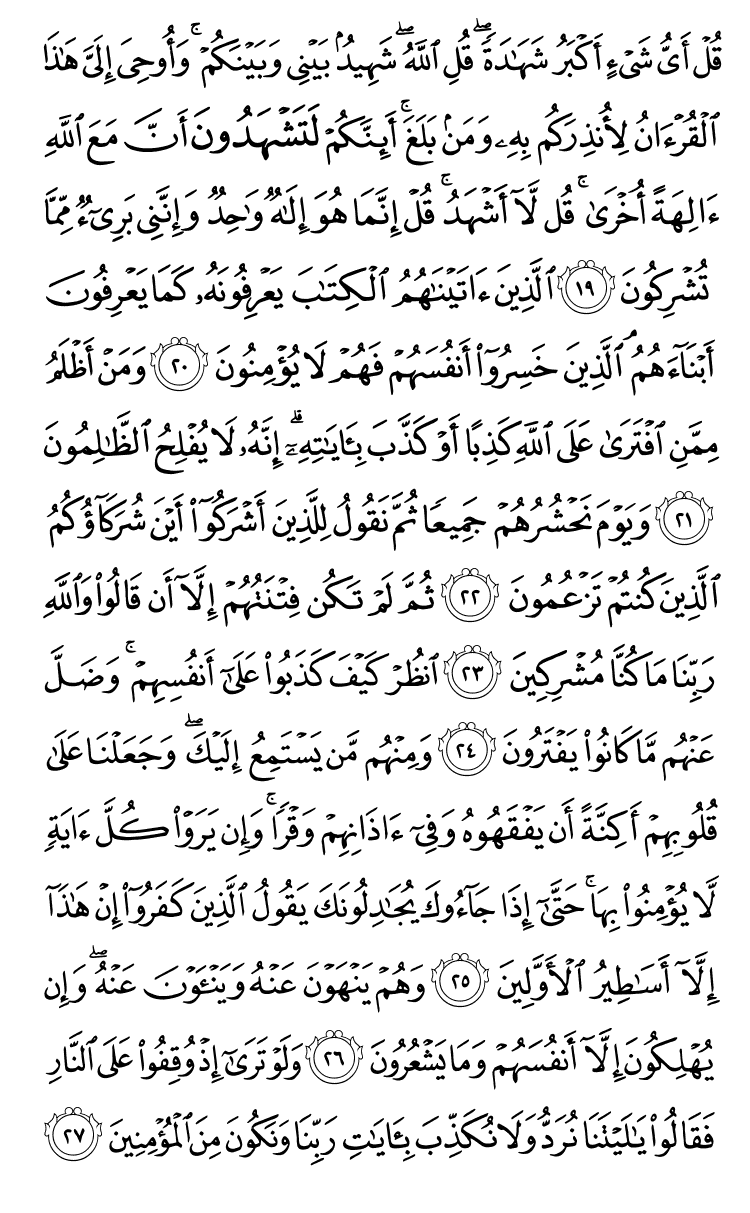 قُلْ أَىُّ شَىْءٍ أَكْبَرُ شَهَٰدَةًۖ قُلِ ٱللَّهُۖ شَهِيدُۢ بَيْنِى وَبَيْنَكُمْۚ وَأُوحِىَ إِلَىَّ هَٰذَا
ٱلْقُرْءَانُ لِأُنذِرَكُم بِهِۦ وَمَنۢ بَلَغَۚ أَئِنَّكُمْ لَتَشْهَدُونَ أَنَّ مَعَ ٱللَّهِ
ءَالِهَةً أُخْرَىٰۚ قُل لَّآ أَشْهَدُۚ قُلْ إِنَّمَا هُوَ إِلَٰهٌ وَٰحِدٌ وَإِنَّنِى بَرِىٓءٌ مِّمَّا
تُشْرِكُونَ ١٩ ٱلَّذِينَ ءَاتَيْنَٰهُمُ ٱلْكِتَٰبَ يَعْرِفُونَهُۥ كَمَا يَعْرِفُونَ
أَبْنَآءَهُمُۘ ٱلَّذِينَ خَسِرُوٓا۟ أَنفُسَهُمْ فَهُمْ لَا يُؤْمِنُونَ ٢٠ وَمَنْ أَظْلَمُ
مِمَّنِ ٱفْتَرَىٰ عَلَى ٱللَّهِ كَذِبًا أَوْ كَذَّبَ بِـَٔايَٰتِهِۦٓۗ إِنَّهُۥ لَا يُفْلِحُ ٱلظَّٰلِمُونَ
٢١ وَيَوْمَ نَحْشُرُهُمْ جَمِيعًا ثُمَّ نَقُولُ لِلَّذِينَ أَشْرَكُوٓا۟ أَيْنَ شُرَكَآؤُكُمُ
ٱلَّذِينَ كُنتُمْ تَزْعُمُونَ ٢٢ ثُمَّ لَمْ تَكُن فِتْنَتُهُمْ إِلَّآ أَن قَالُوا۟ وَٱللَّهِ
رَبِّنَا مَا كُنَّا مُشْرِكِينَ ٢٣ ٱنظُرْ كَيْفَ كَذَبُوا۟ عَلَىٰٓ أَنفُسِهِمْۚ وَضَلَّ
عَنْهُم مَّا كَانُوا۟ يَفْتَرُونَ ٢٤ وَمِنْهُم مَّن يَسْتَمِعُ إِلَيْكَۖ وَجَعَلْنَا عَلَىٰ
قُلُوبِهِمْ أَكِنَّةً أَن يَفْقَهُوهُ وَفِىٓ ءَاذَانِهِمْ وَقْرًاۚ وَإِن يَرَوْا۟ كُلَّ ءَايَةٍ
لَّا يُؤْمِنُوا۟ بِهَاۚ حَتَّىٰٓ إِذَا جَآءُوكَ يُجَٰدِلُونَكَ يَقُولُ ٱلَّذِينَ كَفَرُوٓا۟ إِنْ هَٰذَآ
إِلَّآ أَسَٰطِيرُ ٱلْأَوَّلِينَ ٢٥ وَهُمْ يَنْهَوْنَ عَنْهُ وَيَنْـَٔوْنَ عَنْهُۖ وَإِن
يُهْلِكُونَ إِلَّآ أَنفُسَهُمْ وَمَا يَشْعُرُونَ ٢٦ وَلَوْ تَرَىٰٓ إِذْ وُقِفُوا۟ عَلَى ٱلنَّارِ
فَقَالُوا۟ يَٰلَيْتَنَا نُرَدُّ وَلَا نُكَذِّبَ بِـَٔايَٰتِ رَبِّنَا وَنَكُونَ مِنَ ٱلْمُؤْمِنِينَ ٢٧